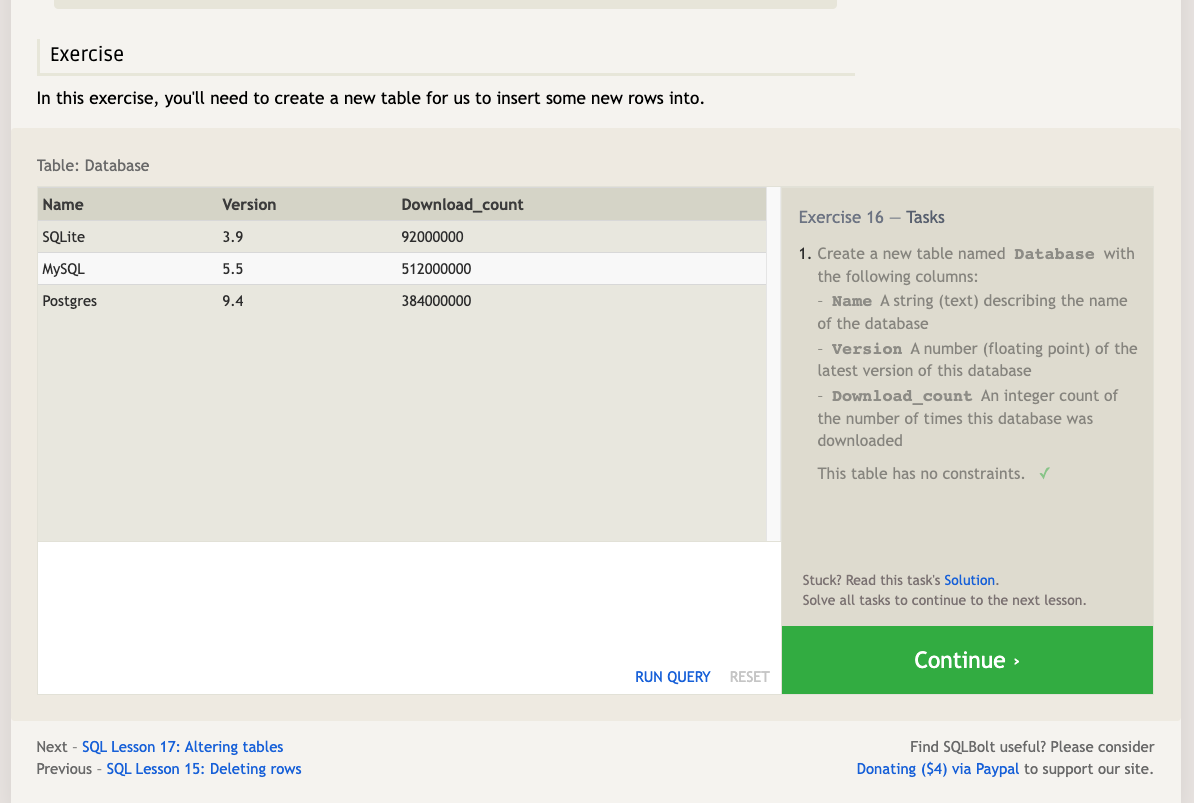 Exercise
In this exercise, you'll need to create a new table for us to insert some new rows into.
Table: Database
Name Version Download_count
SQLite 3.9 92000000
MySQL 5.5 512000000
Postgres 9.4 384000000
Exercise 16 — Tasks
1. Create a new table named Database with
the following columns:
– Name A string (text) describing the name
of the database
– Version A number (floating point) of the
latest version of this database
– Download_count An integer count of
the number of times this database was
downloaded
This table has no constraints. ✓
Stuck? Read this task's Solution.
Solve all tasks to continue to the next lesson.
RUN QUERY RESET
Continue ›
Next – SQL Lesson 17: Altering tables
Previous – SQL Lesson 15: Deleting rows
Find SQLBolt useful? Please consider
Donating ($4) via Paypal to support our site.